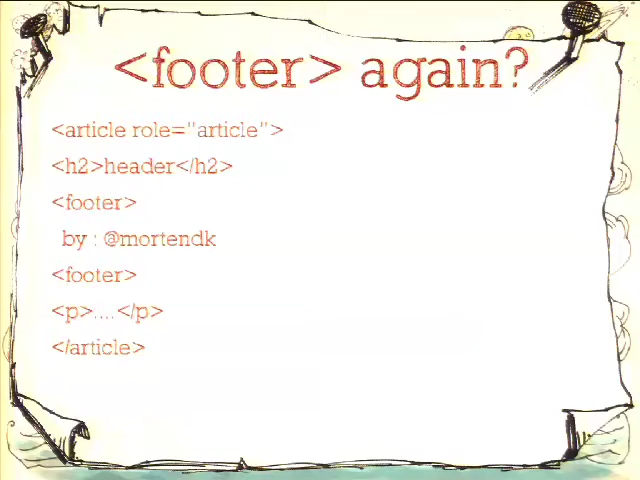 <footer> again?
<article role="article">
<h2>header</h2>
<footer>
by : @mortendk
<footer>
<p>....</p>
</article>